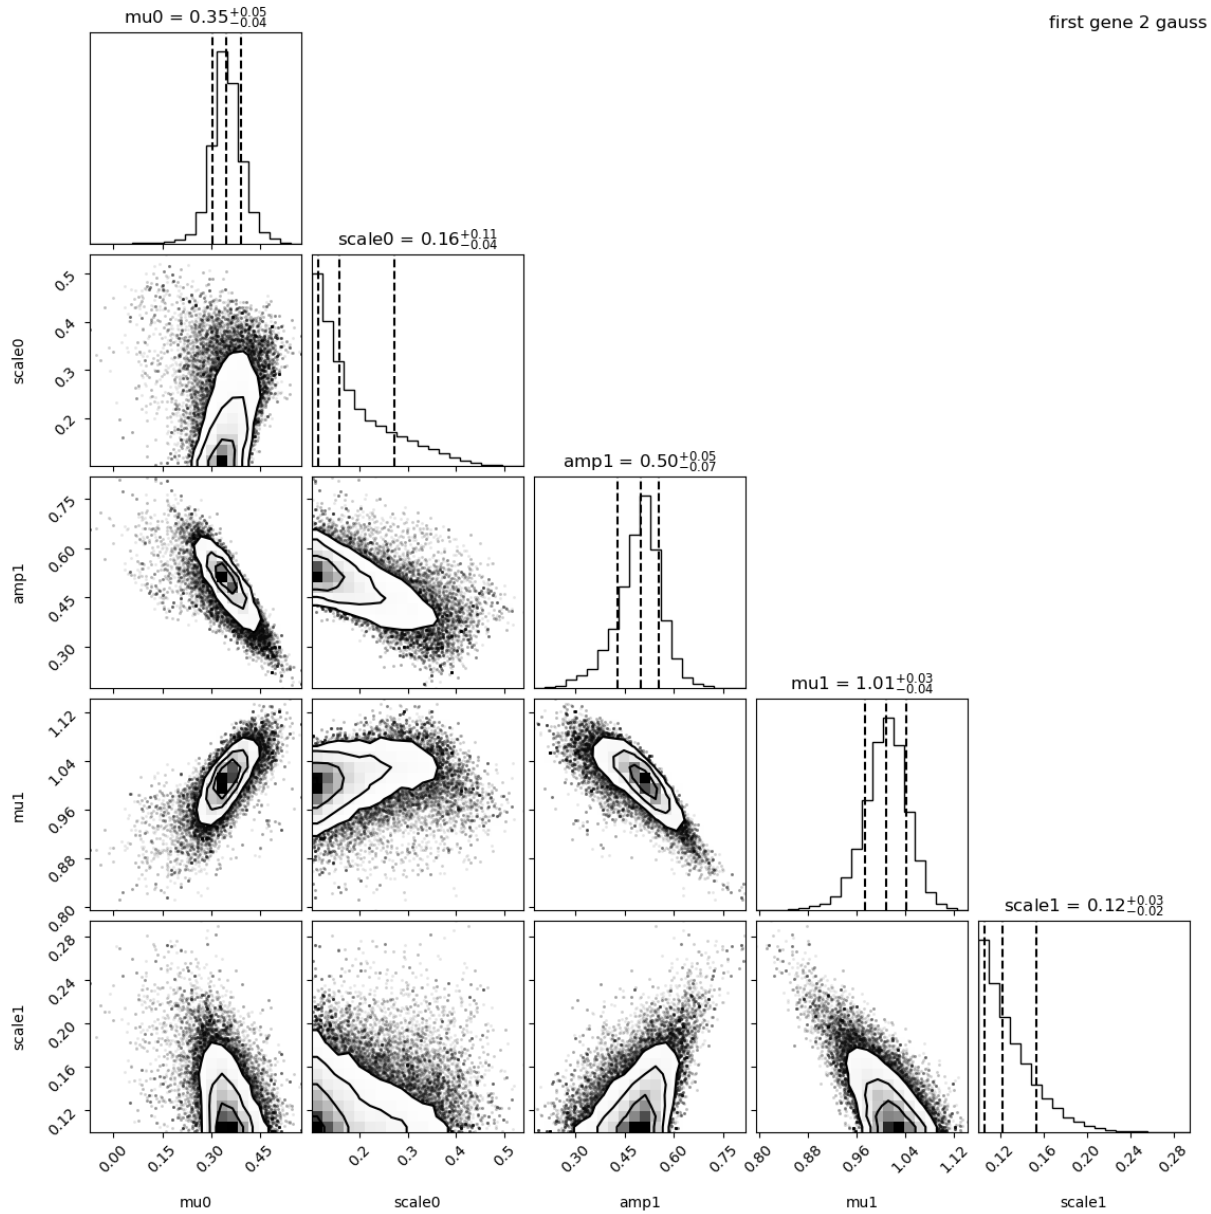 mu0 = 0.35+0.05−0.04
first gene 2 gauss
scale0 = 0.16+0.11−0.04
0.5
0.4
0.3
0.2
scale0
amp1 = 0.50+0.05−0.07
0.75
0.60
0.45
0.30
amp1
mu1 = 1.01+0.03−0.04
1.12
1.04
0.96
0.88
0.80
mu1
scale1 = 0.12+0.03−0.02
0.28
0.24
0.20
0.16
0.12
scale1
0.00 0.15 0.30 0.45 0.2 0.3 0.4 0.5 0.30 0.45 0.60 0.75 0.80 0.88 0.96 1.04 1.12 0.12 0.16 0.20 0.24 0.28
mu0 scale0 amp1 mu1 scale1